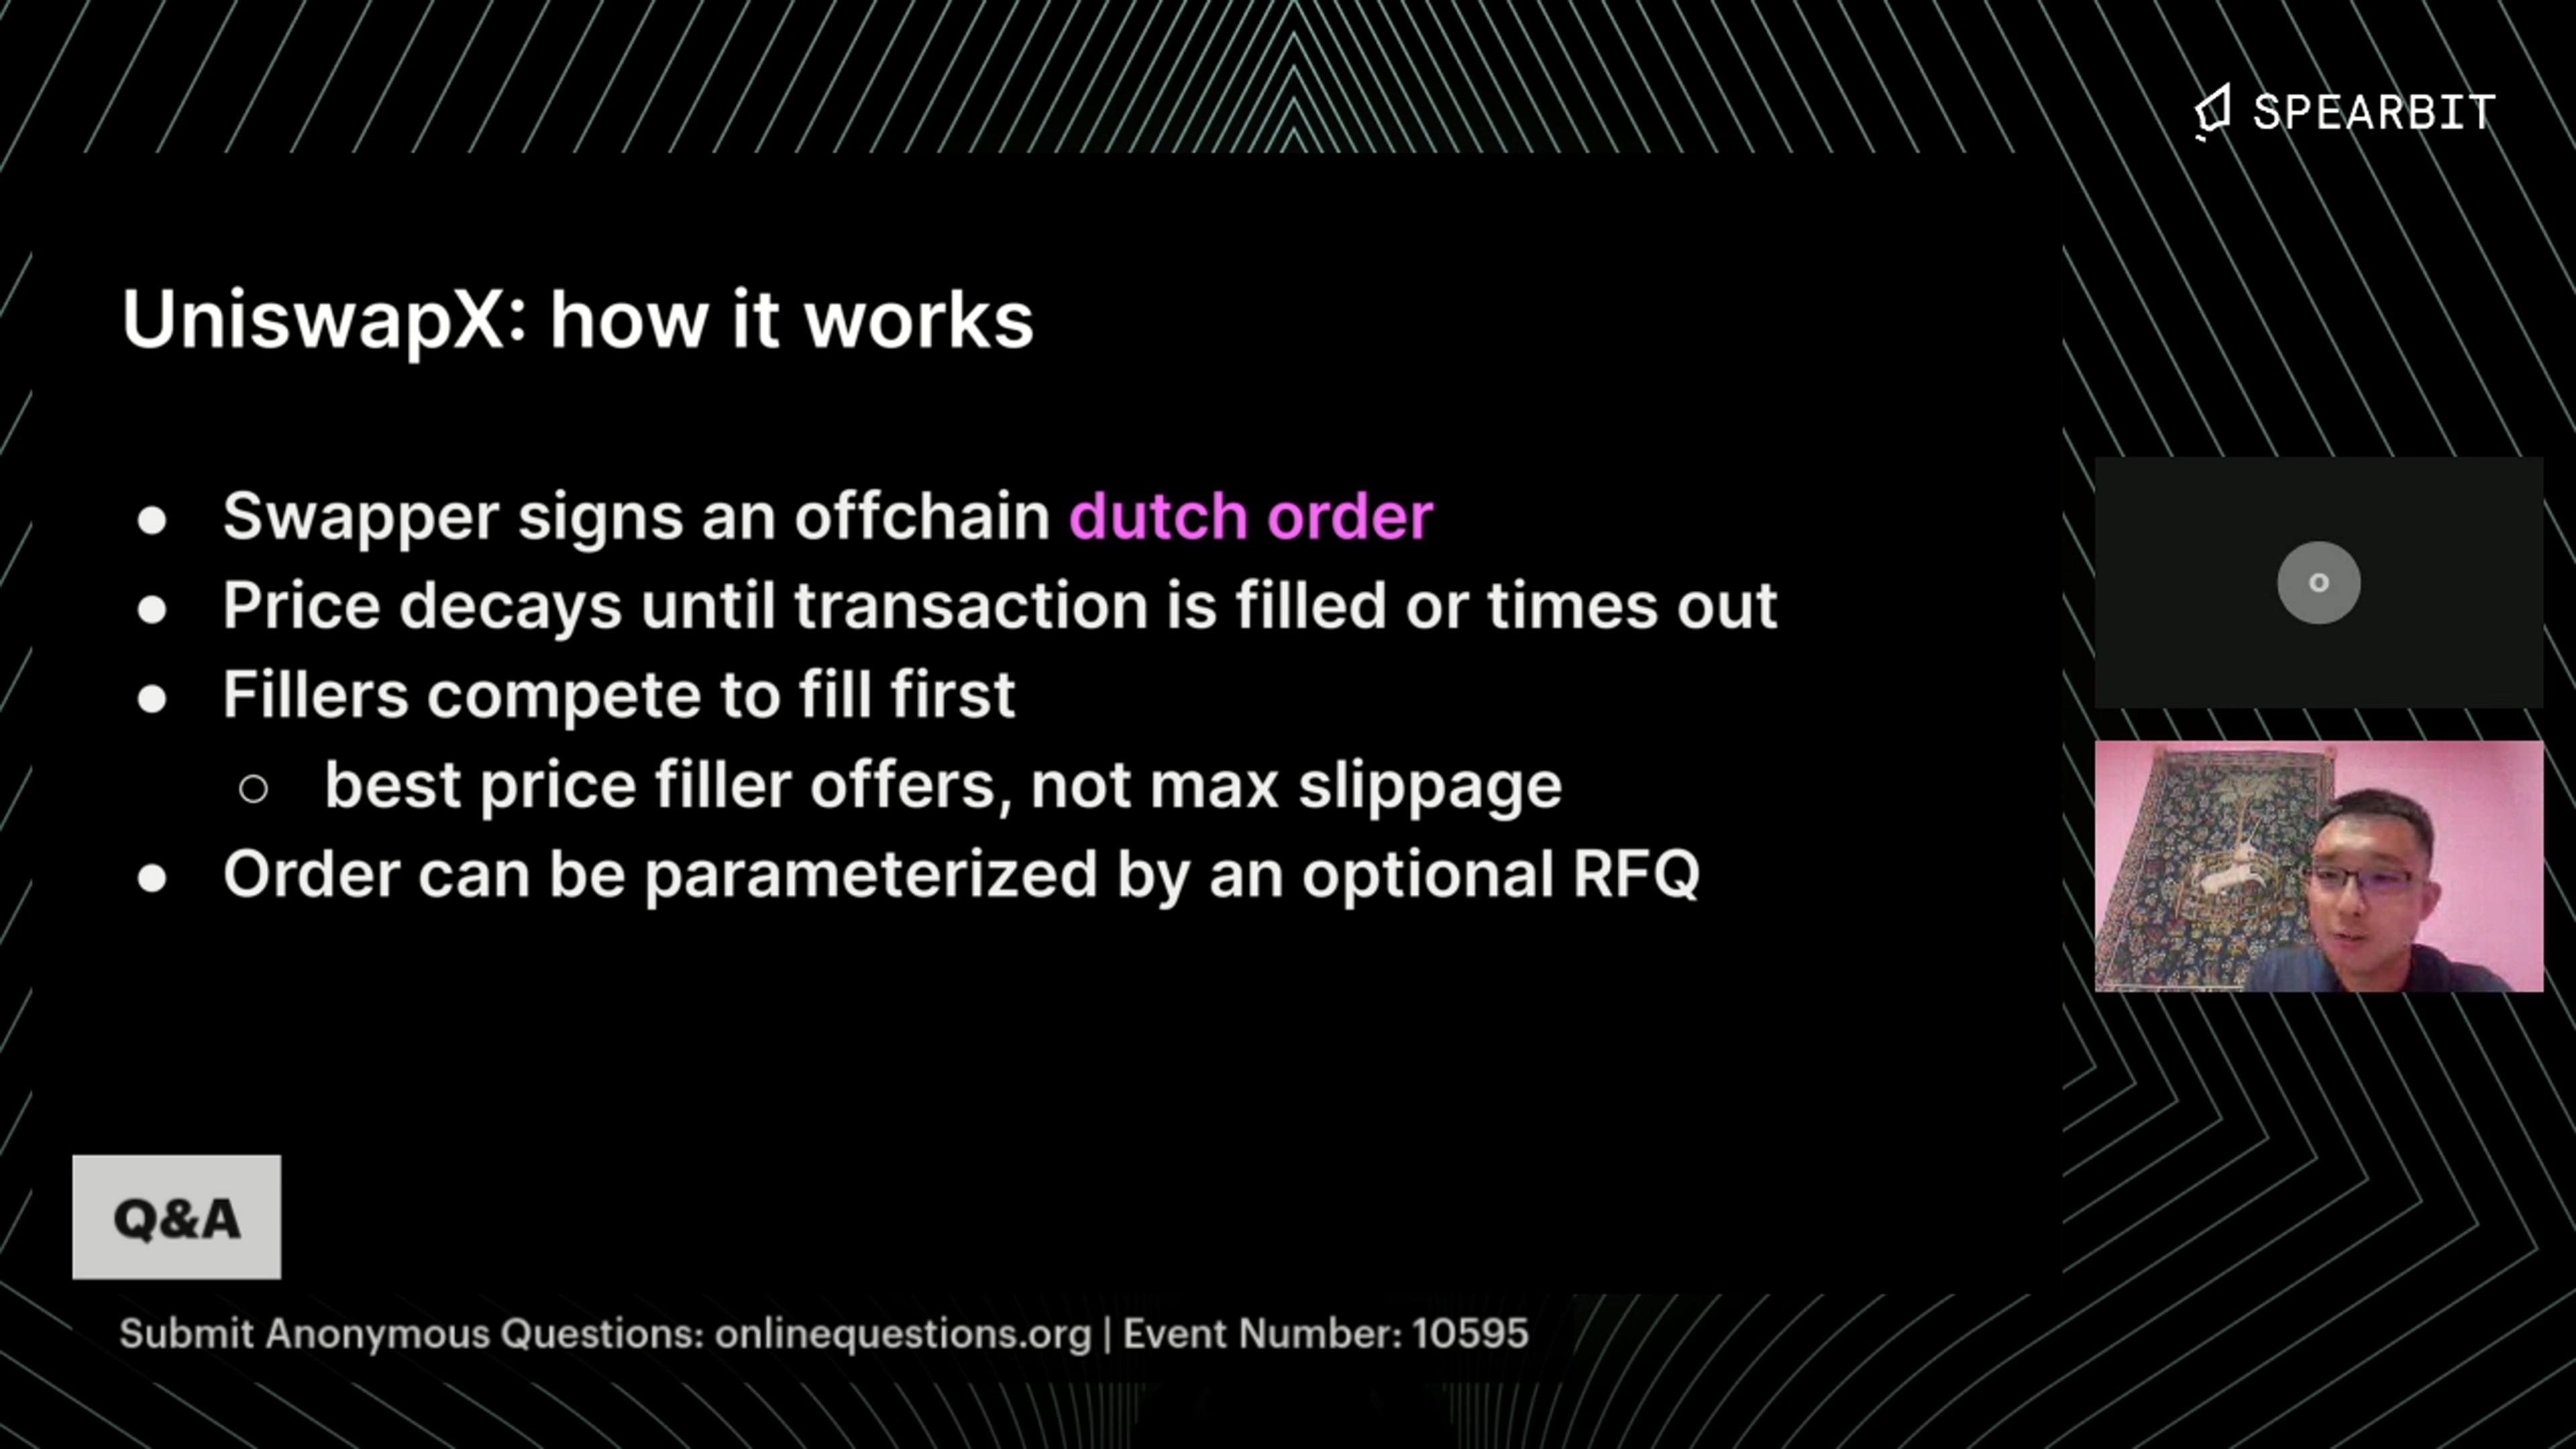 SPEARBIT
UniswapX: how it works
● Swapper signs an offchain dutch order
● Price decays until transaction is filled or times out
● Fillers compete to fill first
○ best price filler offers, not max slippage
● Order can be parameterized by an optional RFQ
o
Q&A
Submit Anonymous Questions: onlinequestions.org | Event Number: 10595